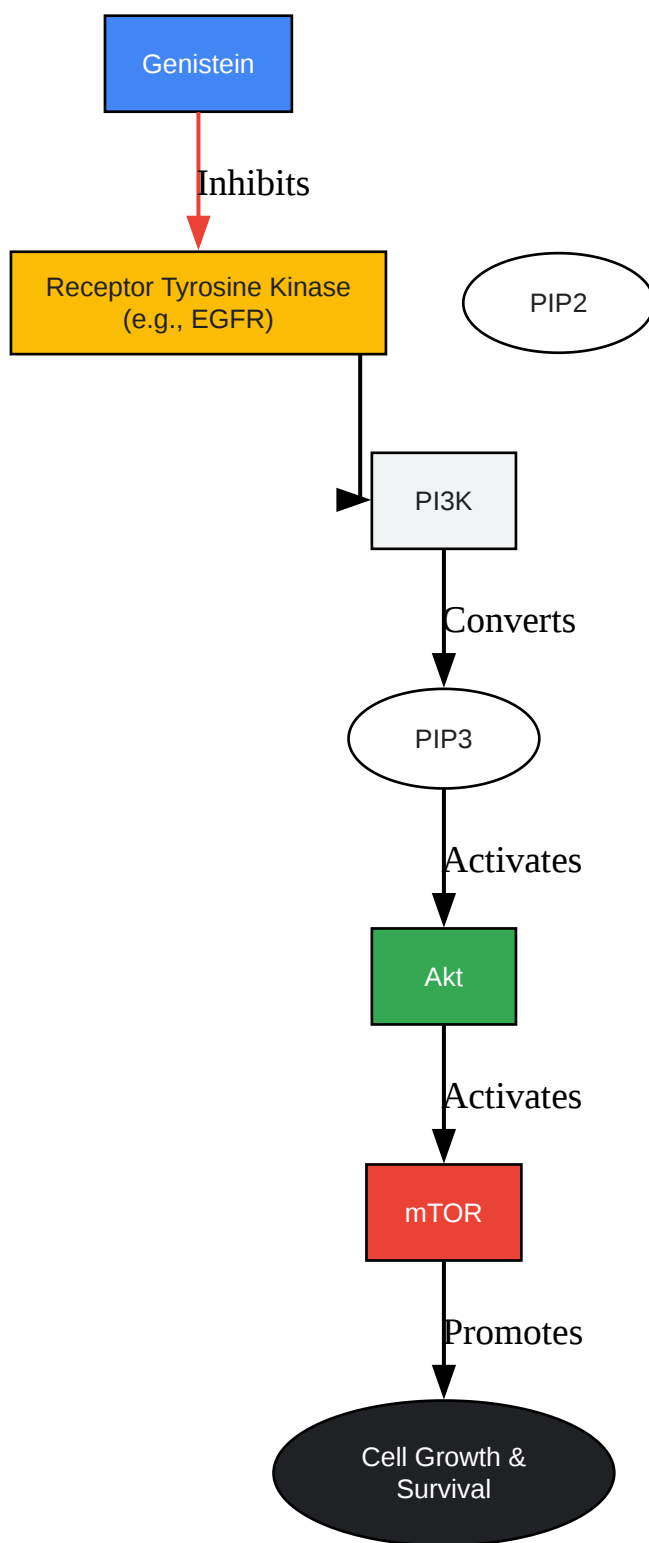 Genistein
Inhibits
Receptor Tyrosine Kinase
(e.g., EGFR)
PIP2
PI3K
Converts
PIP3
Activates
Akt
Activates
mTOR
Promotes
Cell Growth &
Survival